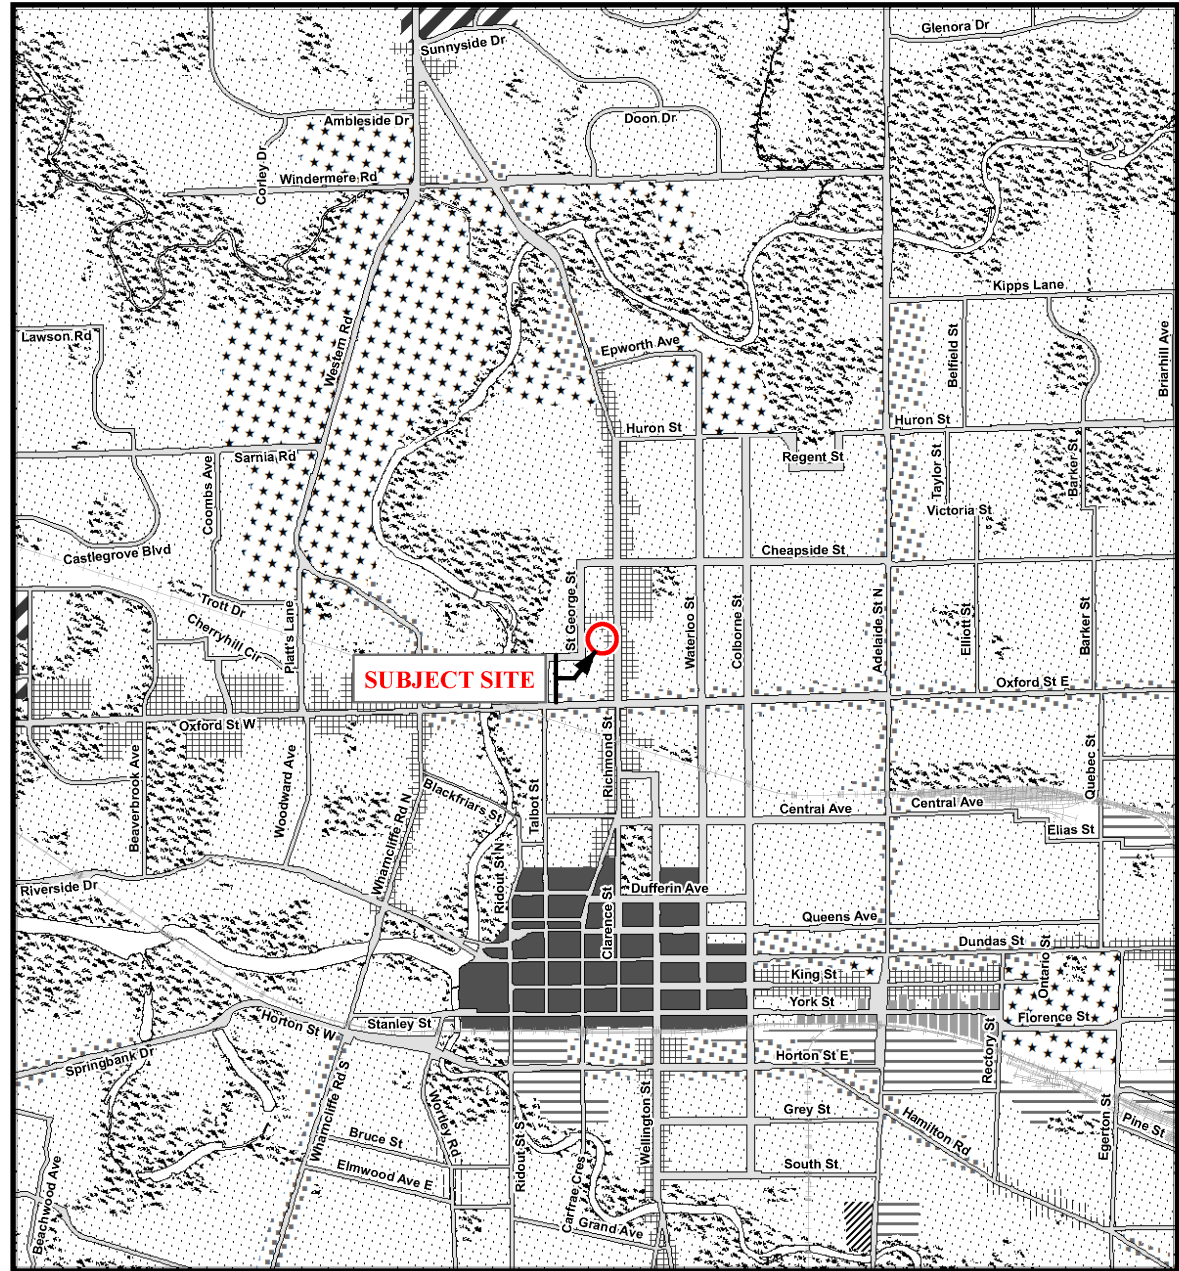 Glenora Dr
Sunnyside Dr
Ambleside Dr
Doon Dr
Corley Dr
Windermere Rd
Kipps Lane
Lawson Rd
Western Rd
Epworth Ave
Belfield St
Briarhill Ave
Huron St
Huron St
Sarnia Rd
Regent St
Coombs Ave
Taylor St
Barker St
Victoria St
Castlegrove Blvd
Cheapside St
Trott Dr
Cherryhill Cir
Platt's Lane
St George St
Waterloo St
Colborne St
Adelaide St N
Elliott St
Barker St
SUBJECT SITE
Oxford St E
Oxford St W
Beaverbrook Ave
Woodward Ave
Wharncliffe Rd N
Blackfriars St
Talbot St
Richmond St
Quebec St
Central Ave
Central Ave
Elias St
Riverside Dr
Ridout St N
Dufferin Ave
Clarence St
Queens Ave
Dundas St
King St
Ontario St
York St
Florence St
Horton St W
Stanley St
Springbank Dr
Horton St E
Rectory St
Wharncliffe Rd S
Wortley Rd
Ridout St S
Wellington St
Grey St
Hamilton Rd
Egerton St
Pine St
Bruce St
Elmwood Ave E
South St
Carfrae Cres
Grand Ave
Beachwood Ave